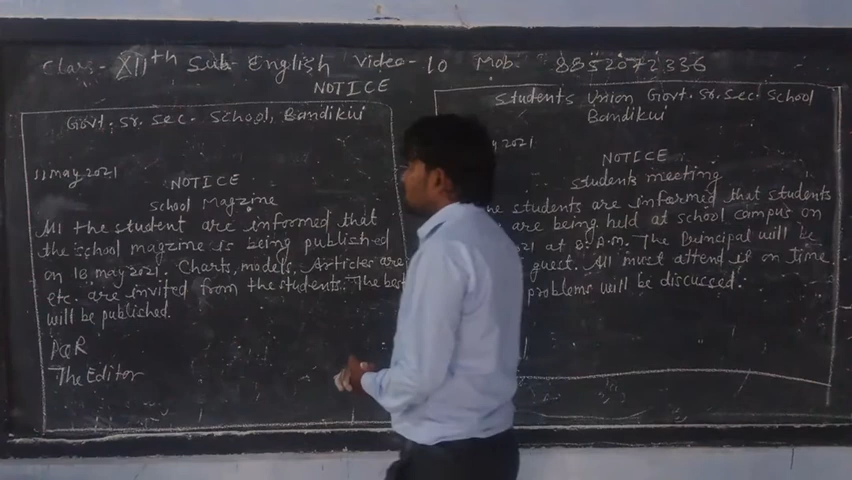 Class - XIIth Sub English Video - 10 Mob. 8852072336
NOTICE
Govt. Sr. Sec. School, Bandikui
11 May 2021
NOTICE
School Magzine
All the student are informed that
the school magzine is being published
on 18 may 2021. Charts, models, Articles are
etc. are invited from the students. The best
will be published.
The Editor
Students Union Govt. Sr. Sec. School
Bandikui
2021
NOTICE
students meeting
students are informed that students
are being held at school campus on
21 at 8 A.M. The Principal will be
guest. All must attend it on time
problems will be discussed.